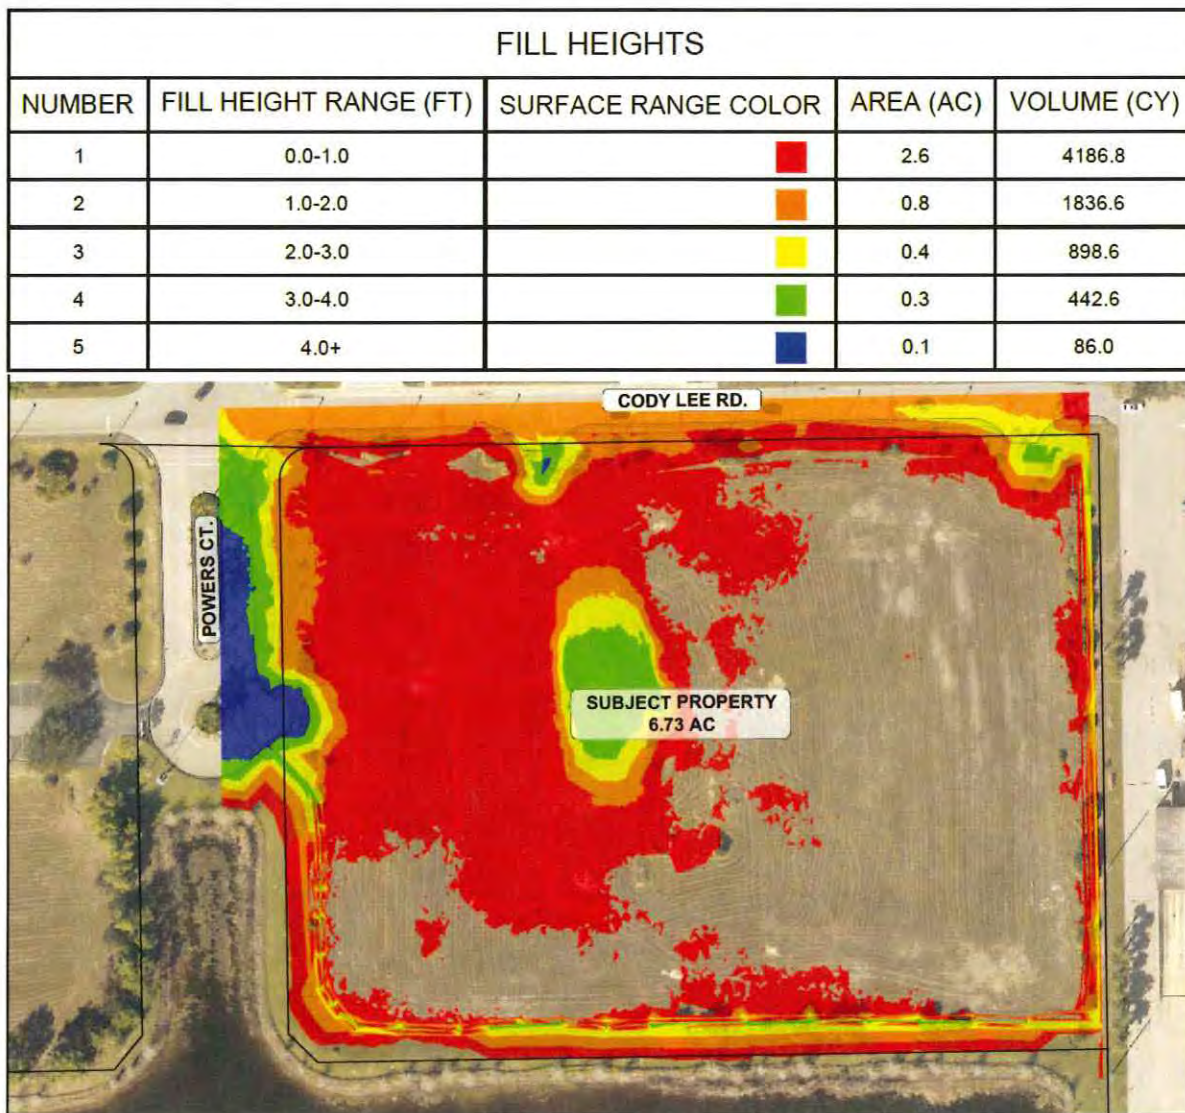 FILL HEIGHTS
NUMBER FILL HEIGHT RANGE (FT) SURFACE RANGE COLOR AREA (AC) VOLUME (CY)
1 0.0-1.0 2.6 4186.8
2 1.0-2.0 0.8 1836.6
3 2.0-3.0 0.4 898.6
4 3.0-4.0 0.3 442.6
5 4.0+ 0.1 86.0
CODY LEE RD.
POWERS CT.
SUBJECT PROPERTY
6.73 AC